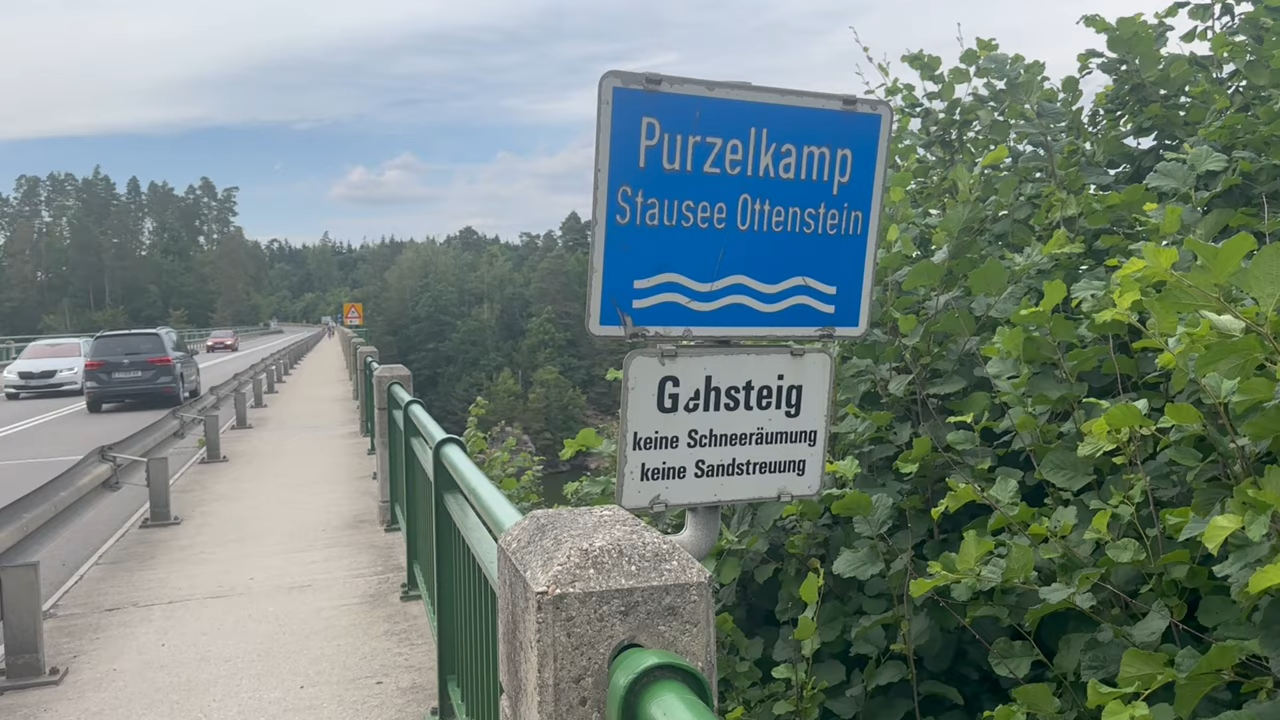 Purzelkamp
Stausee Ottenstein
Gehsteig
keine Schneeräumung
keine Sandstreuung